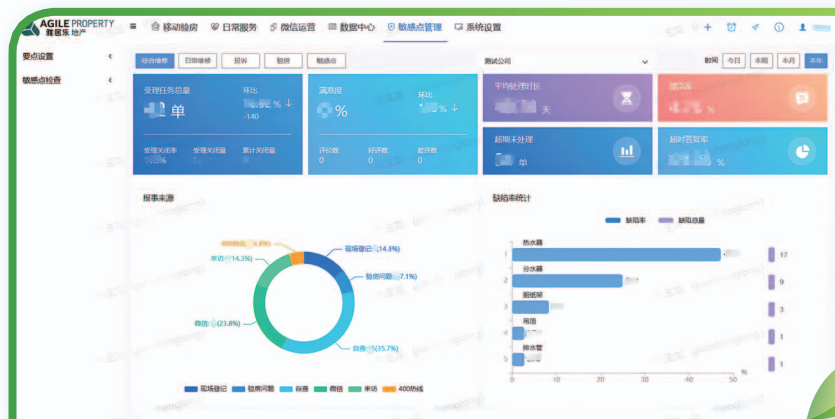 AGILE PROPERTY
雅居乐 地产
移动验房 日常服务 微信运营 数据中心 敏感点管理 系统设置
要点设置
敏感点检查
综合维修 日常维修 投诉 验房 敏感点
测试公司
时间 今日 本周 本月 本年
受理任务总量 环比
单 % ↓
-140
受理关闭率 受理关闭量 累计关闭量
满意度 环比
% % ↓
评价数 好评数 差评数
0 0 0
平均处理时长
天
%
超期未处理
单
超时答复率
%
报事来源
现场登记 (14.3%)
验房问题 7.1%)
自查 (35.7%)
微信 (23.8%)
来访 (14.3%)
现场登记 验房问题 自查 微信 来访 400热线
缺陷率统计
缺陷率 缺陷总量
热水器
1 17
分水器
2 9
厕纸架
3 3
吊顶
4 1
排水管
5 1
0 10 20 30 40 50 %